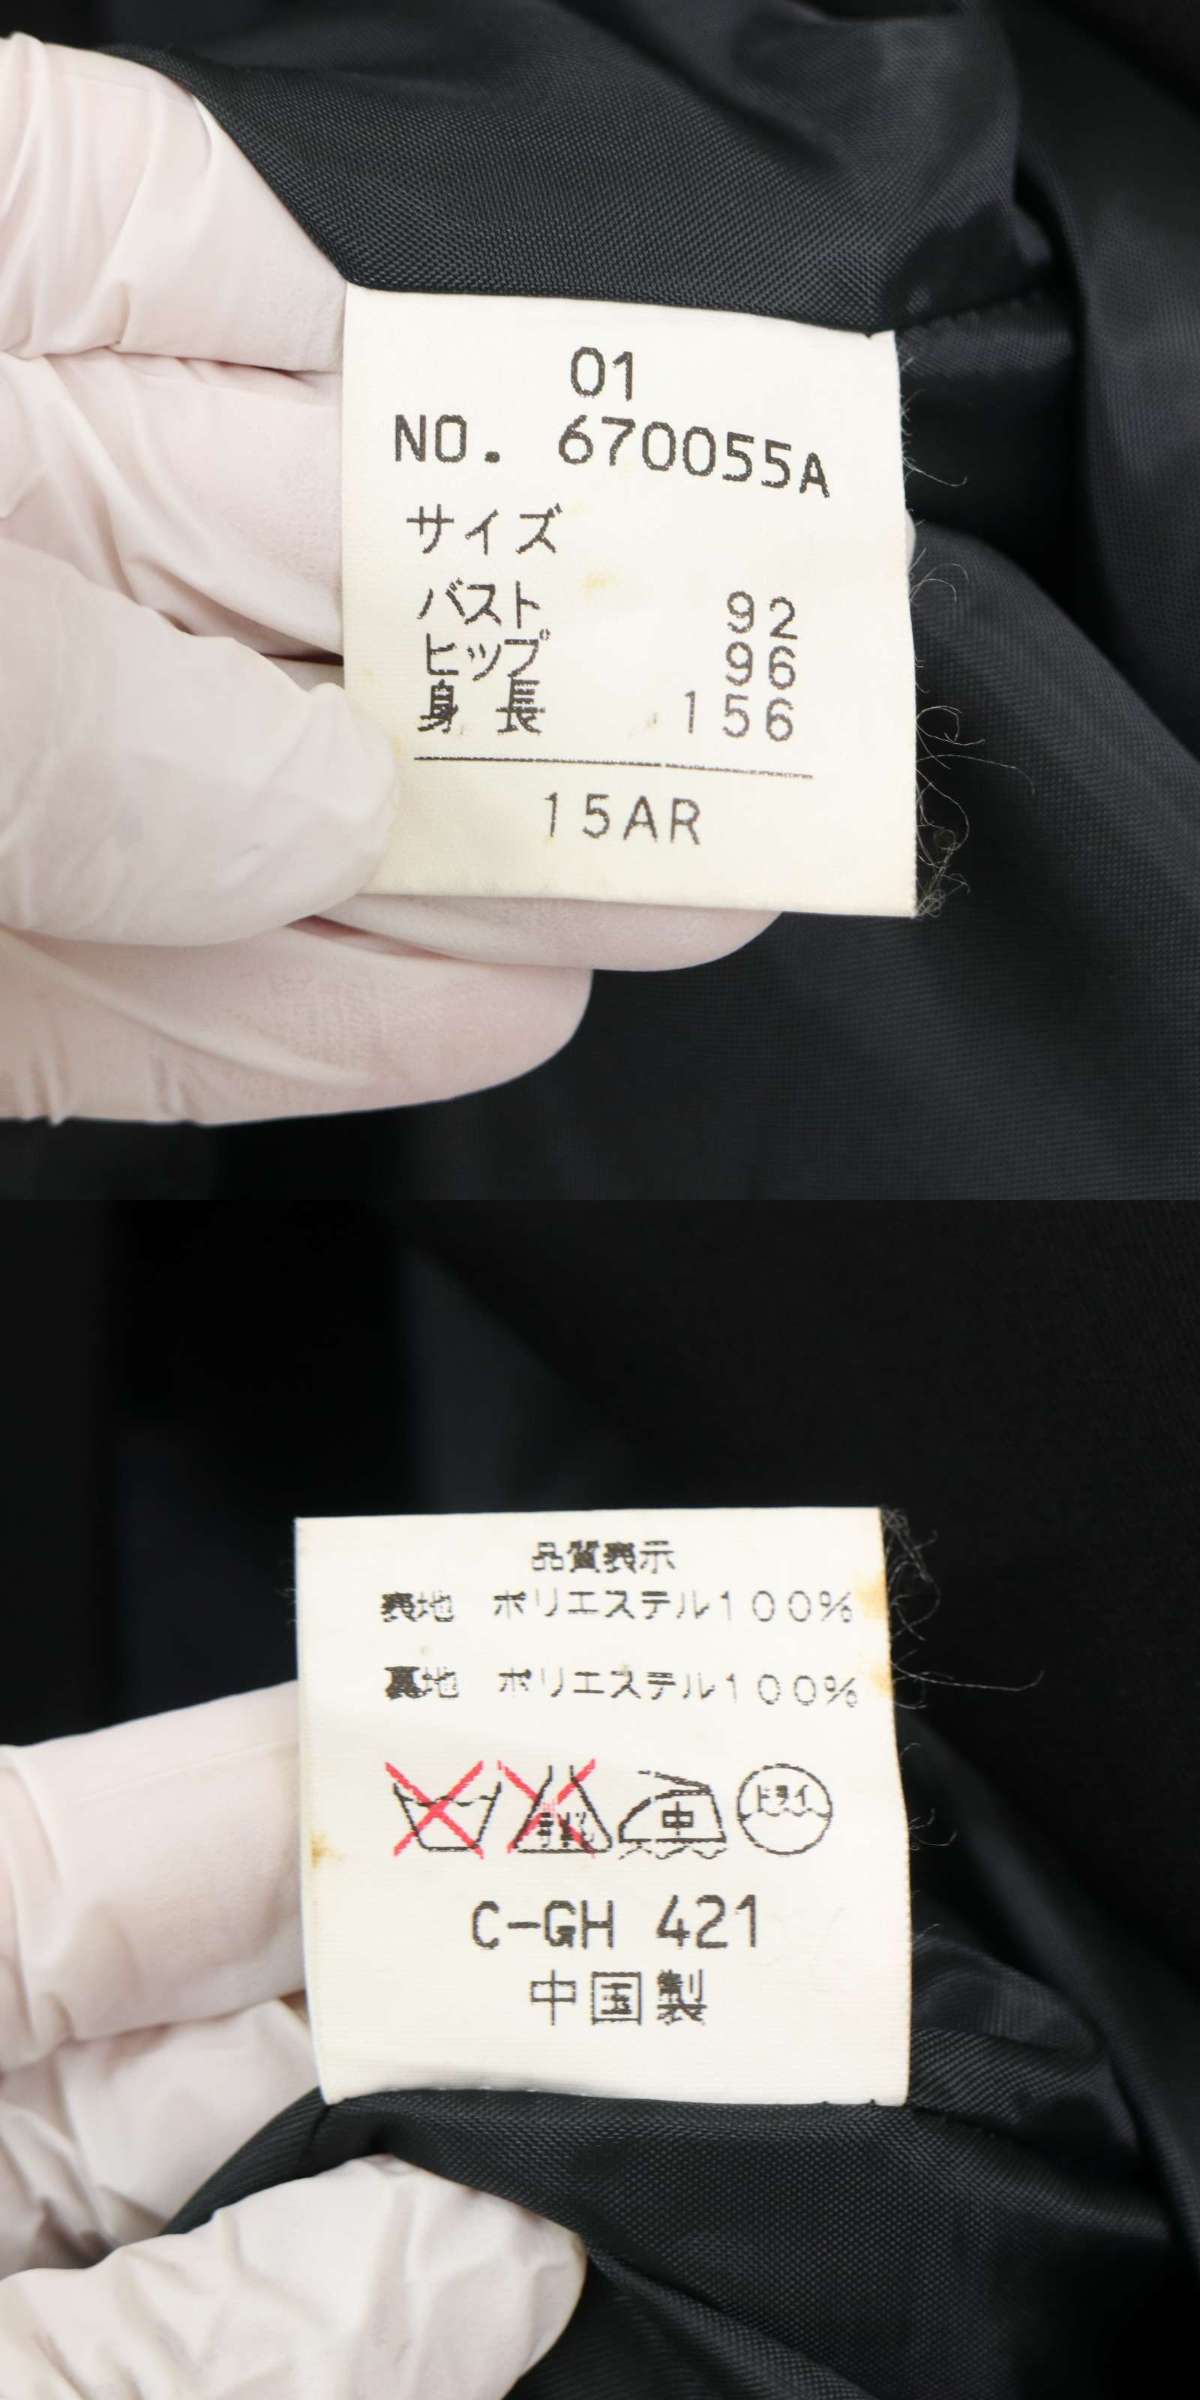 01
NO. 670055A
サイズ
バスト 92
ヒップ 96
身長 156
15AR
品質表示
表地 ポリエステル100%
裏地 ポリエステル100%
中
ドライ
C-GH 421
中国製